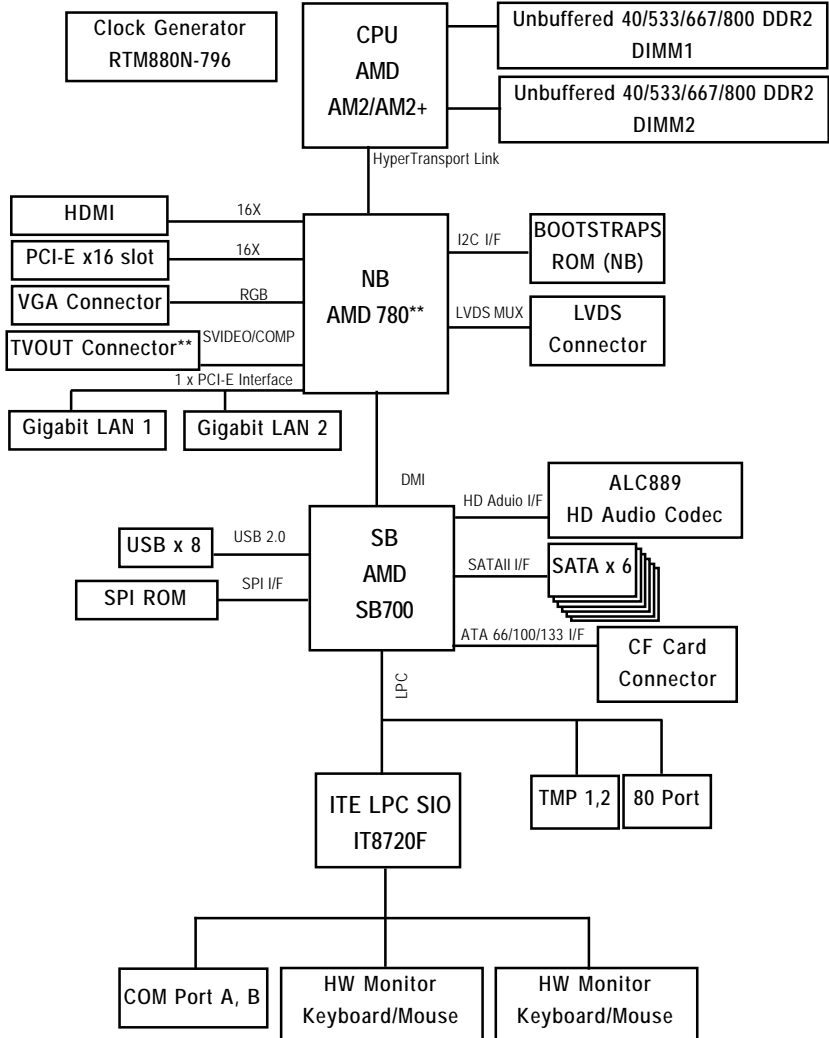 Clock Generator
RTM880N-796
CPU
AMD
AM2/AM2+
Unbuffered 40/533/667/800 DDR2
DIMM1
Unbuffered 40/533/667/800 DDR2
DIMM2
HyperTransport Link
HDMI
16X
PCI-E x16 slot
16X
VGA Connector
RGB
TVOUT Connector**
SVIDEO/COMP
1 x PCI-E Interface
Gigabit LAN 1
Gigabit LAN 2
NB
AMD 780**
I2C I/F
BOOTSTRAPS
ROM (NB)
LVDS MUX
LVDS
Connector
DMI
USB x 8
USB 2.0
SPI ROM
SPI I/F
SB
AMD
SB700
HD Aduio I/F
ALC889
HD Audio Codec
SATAII I/F
SATA x 6
ATA 66/100/133 I/F
CF Card
Connector
LPC
ITE LPC SIO
IT8720F
TMP 1,2
80 Port
COM Port A, B
HW Monitor
Keyboard/Mouse
HW Monitor
Keyboard/Mouse